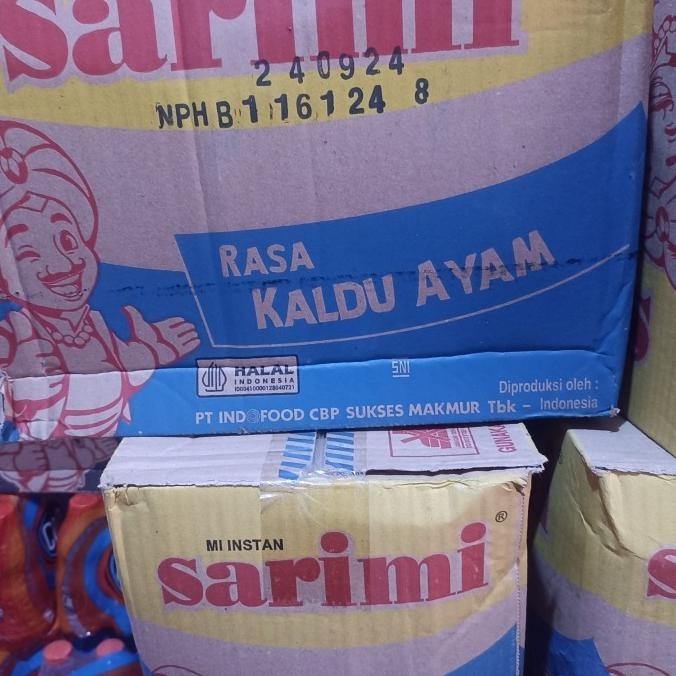 sarimi
240924
NPH B 116124 8
RASA
KALDU AYAM
HALAL
INDONESIA
SNI
Diproduksi oleh :
PT INDOFOOD CBP SUKSES MAKMUR Tbk – Indonesia
MI INSTAN
sarimi ®